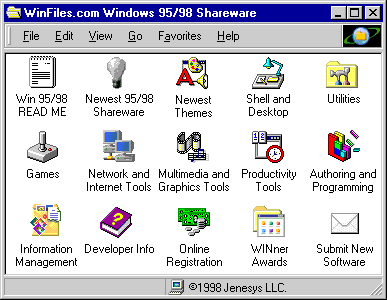 WinFiles.com Windows 95/98 Shareware
File Edit View Go Favorites Help
Win 95/98
READ ME
Newest 95/98
Shareware
Newest
Themes
Shell and
Desktop
Utilities
Games
Network and
Internet Tools
Multimedia and
Graphics Tools
Productivity
Tools
Authoring and
Programming
Information
Management
Developer Info
Online
Registration
WINner
Awards
Submit New
Software
©1998 Jenesys LLC.